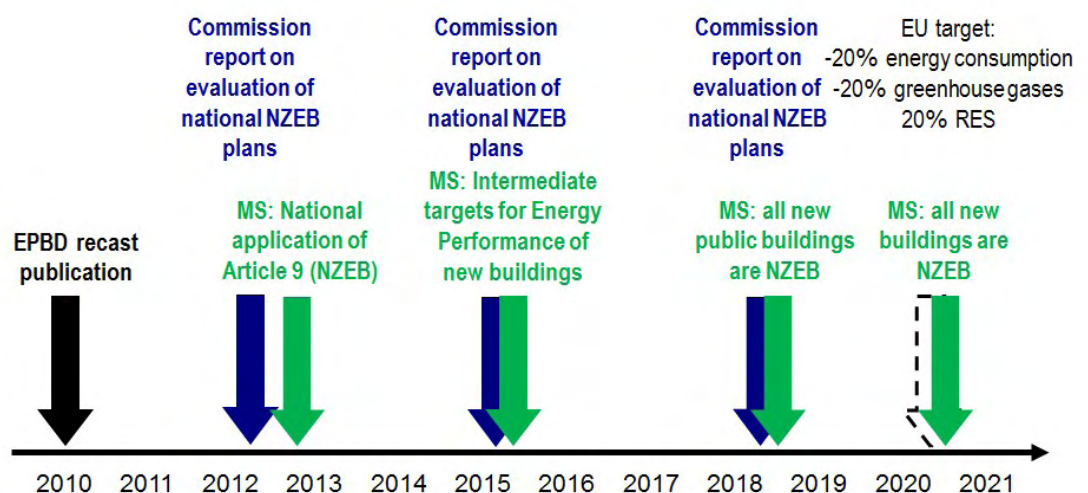 Commission
report on
evaluation of
national NZEB
plans
Commission
report on
evaluation of
national NZEB
plans
Commission
report on
evaluation of
national NZEB
plans
EU target:
-20% energy consumption
-20% greenhouse gases
20% RES
EPBD recast
publication
MS: National
application of
Article 9 (NZEB)
MS: Intermediate
targets for Energy
Performance of
new buildings
MS: all new
public buildings
are NZEB
MS: all new
buildings are
NZEB
2010 2011 2012 2013 2014 2015 2016 2017 2018 2019 2020 2021